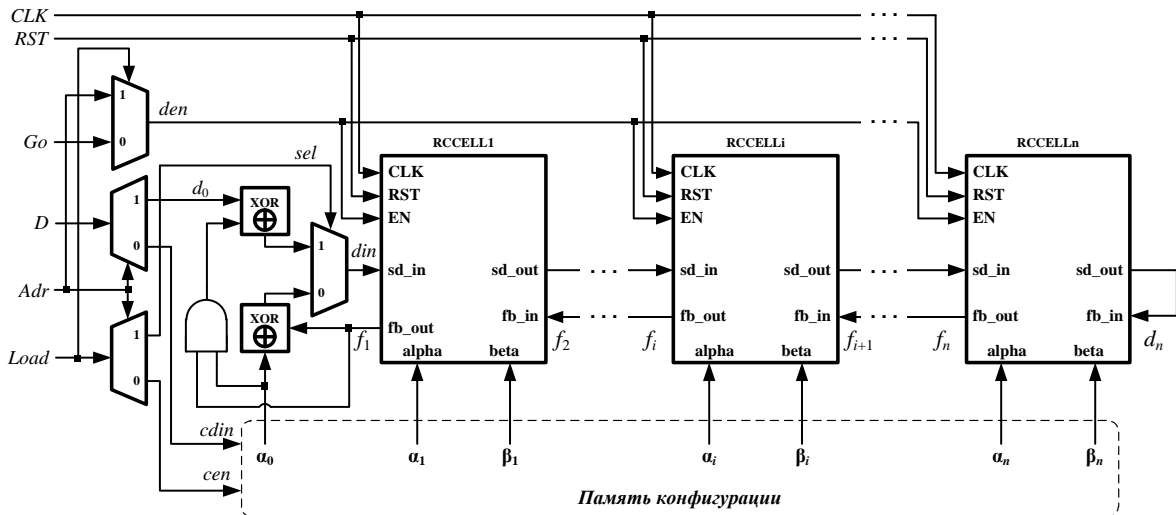 CLK
RST
RCCELL1 RCCELLi RCCELLn
1
den
0
Go
sel
CLK CLK CLK
RST RST RST
EN EN EN
1
d0
XOR
D
0
1
din
sd_in sd_out
sd_in sd_out
sd_in sd_out
Adr
0
XOR
fb_out fb_in
fb_out fb_in
fb_out fb_in
1
f1 f2 fi fi+1 fn dn
Load
0
alpha beta
alpha beta
alpha beta
cdin
α0 α1 β1 αi βi αn βn
cen
Память конфигурации